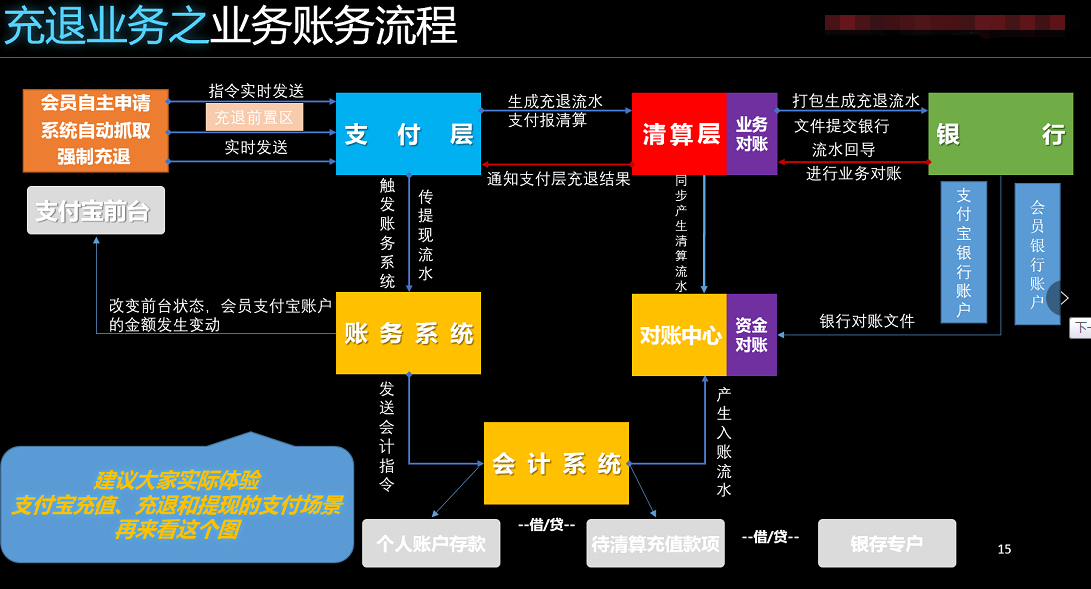 充退业务之业务账务流程
会员自主申请
系统自动抓取
强制充退
指令实时发送
充退前置区
实时发送
支付层
生成充退流水
支付报清算
通知支付层充退结果
清算层
业务
对账
打包生成充退流水
文件提交银行
流水回导
进行业务对账
银行
支付宝前台
触发账务系统
传提现流水
同步产生清算流水
支付宝银行账户
会员银行账户
下一
改变前台状态，会员支付宝账户
的金额发生变动
账务系统
对账中心
资金
对账
银行对账文件
发送会计指令
会计系统
产生入账流水
建议大家实际体验
支付宝充值、充退和提现的支付场景
再来看这个图
个人账户存款
--借/贷--
待清算充值款项
--借/贷--
银存专户
15